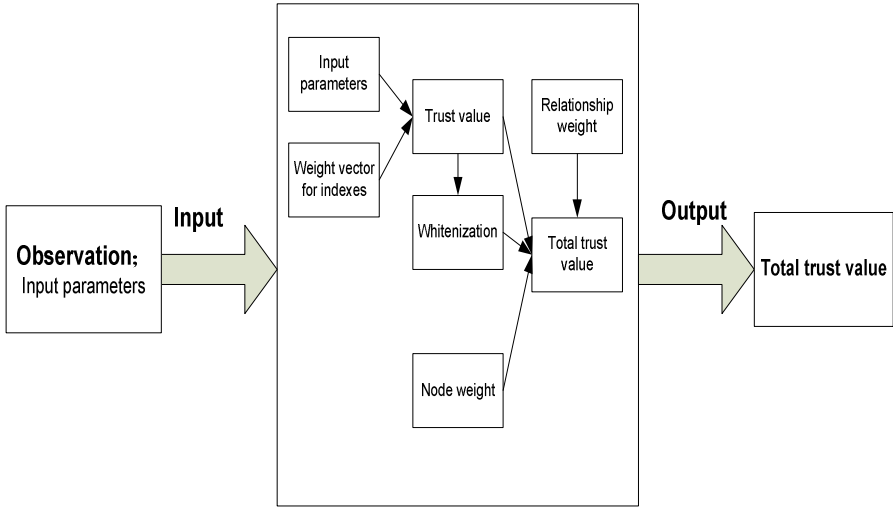 Observation;
Input parameters
Input
Input
parameters
Weight vector
for indexes
Trust value
Whitenization
Node weight
Relationship
weight
Total trust
value
Output
Total trust value